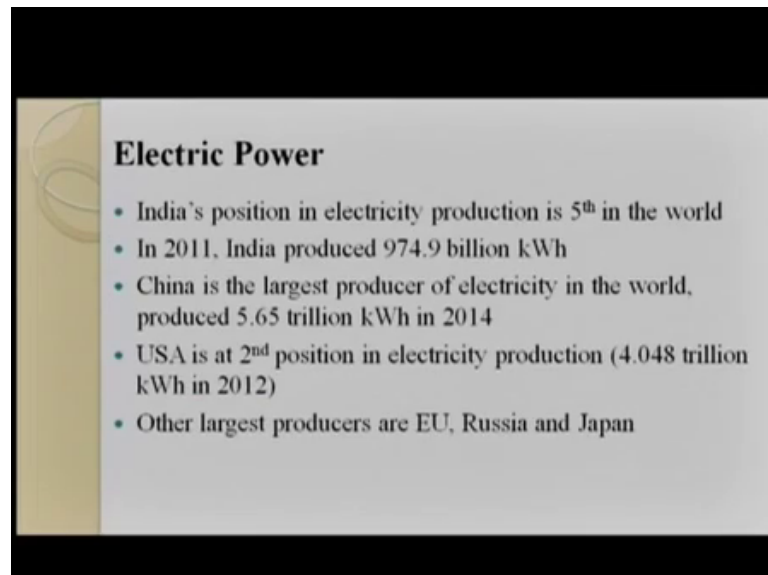 Electric Power
• India's position in electricity production is 5th in the world
• In 2011, India produced 974.9 billion kWh
• China is the largest producer of electricity in the world,
produced 5.65 trillion kWh in 2014
• USA is at 2nd position in electricity production (4.048 trillion
kWh in 2012)
• Other largest producers are EU, Russia and Japan